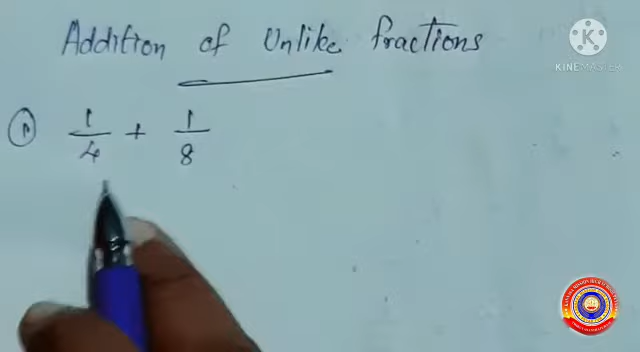 Addition of Unlike fractions
① 1/4 + 1/8
KINEMASTER